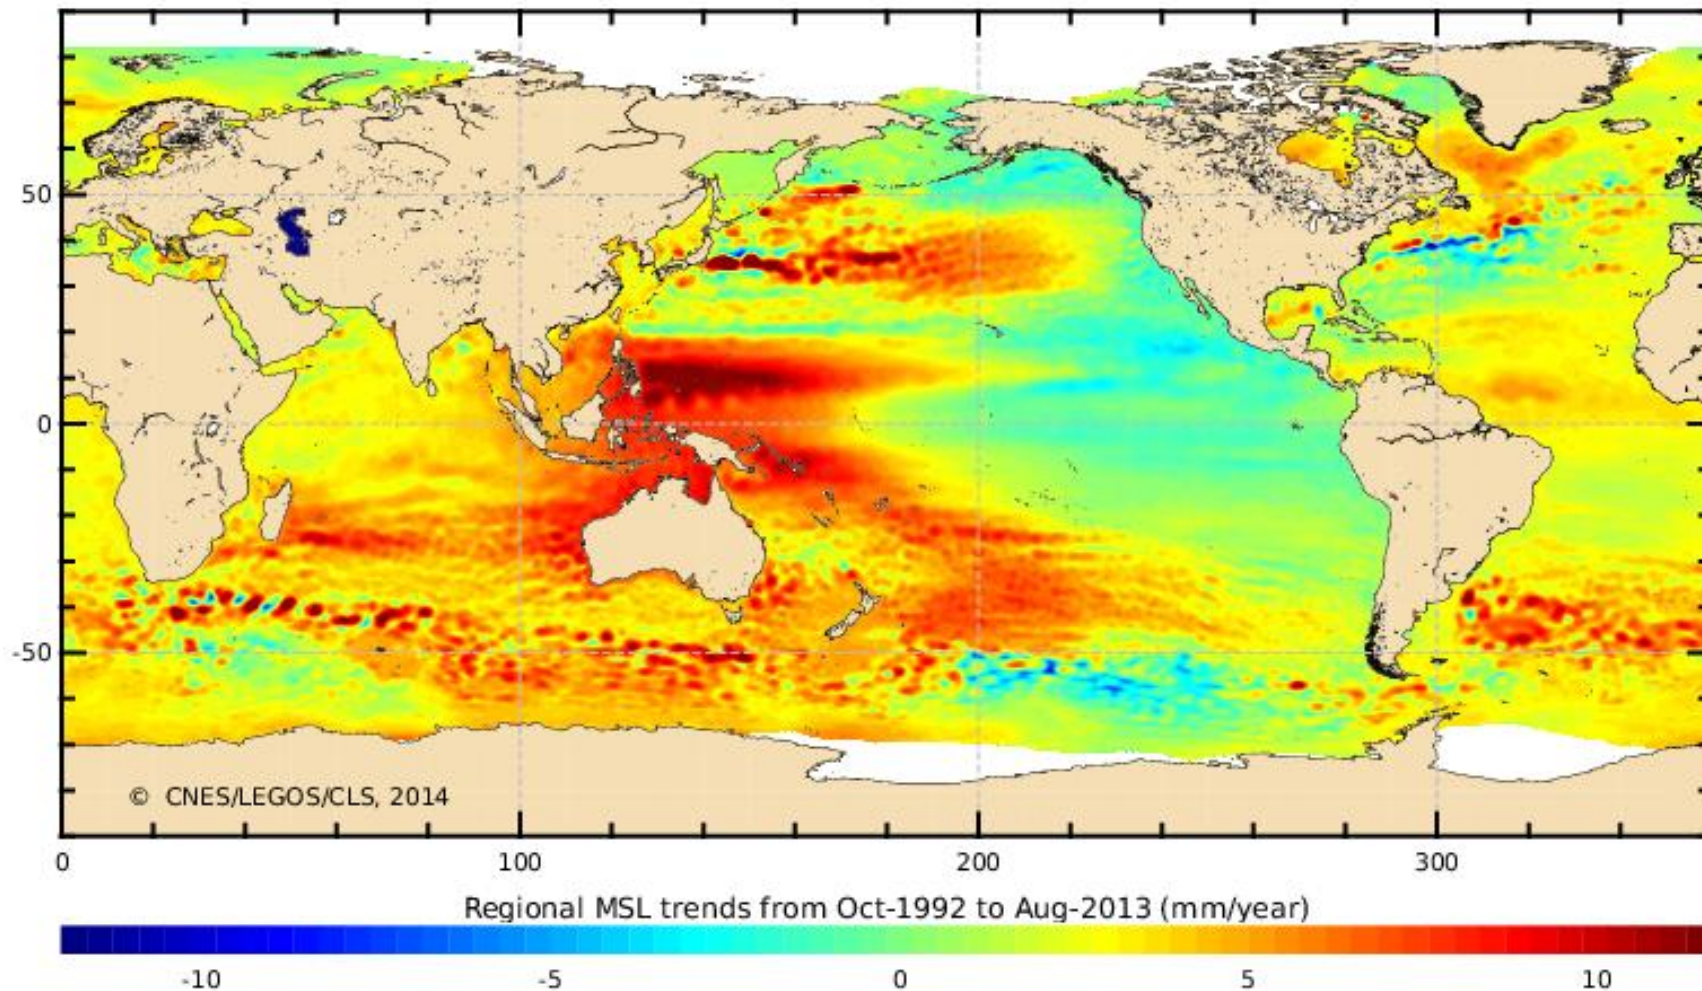 50
0
-50
© CNES/LEGOS/CLS, 2014
0 100 200 300
Regional MSL trends from Oct-1992 to Aug-2013 (mm/year)
-10 -5 0 5 10